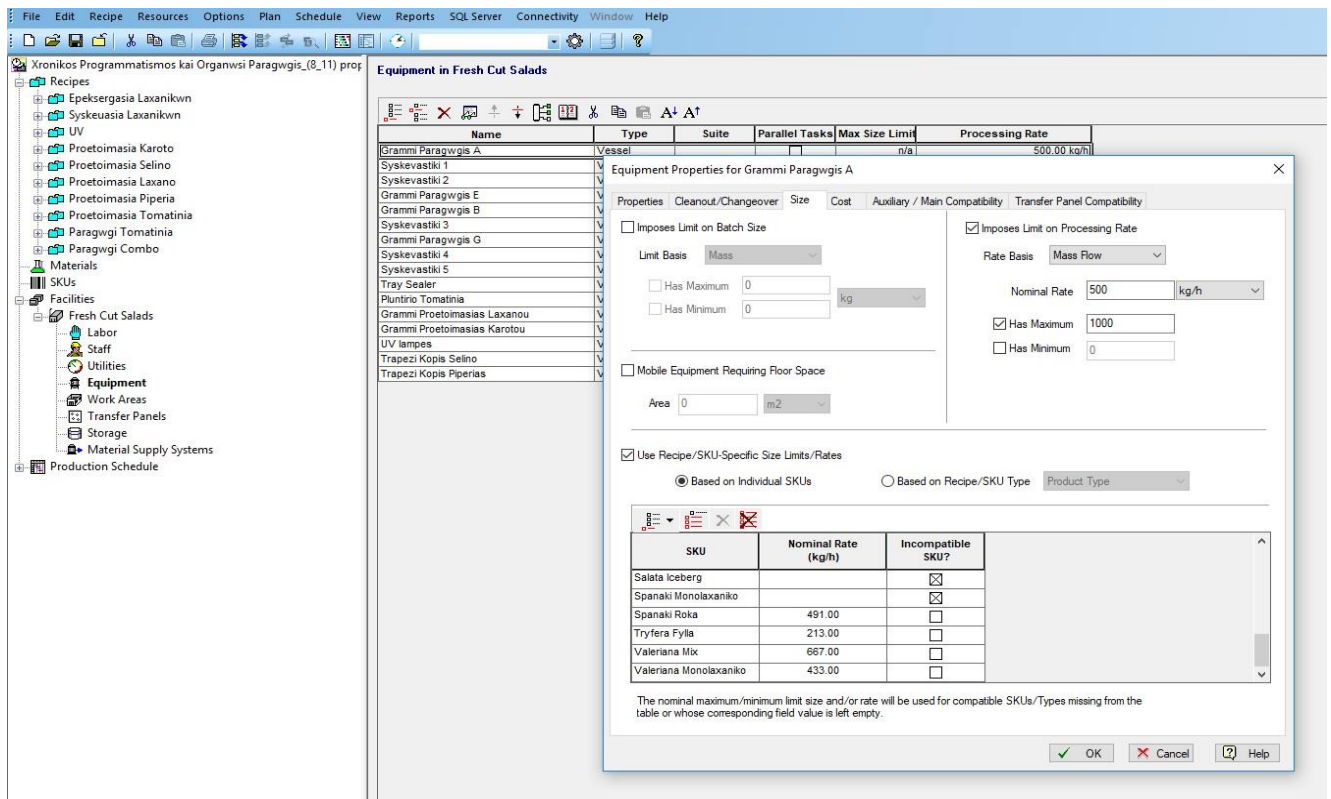 File Edit Recipe Resources Options Plan Schedule View Reports SQL Server Connectivity Window Help
Xronikos Programmatismos kai Organwsi Paragwgis_(8_11) prop
Recipes
Epeksergasia Laxanikwn
Syskeuasia Laxanikwn
UV
Proetoimasia Karoto
Proetoimasia Selino
Proetoimasia Laxano
Proetoimasia Piperia
Proetoimasia Tomatinia
Paragwgi Tomatinia
Paragwgi Combo
Materials
SKUs
Facilities
Fresh Cut Salads
Labor
Staff
Utilities
Equipment
Work Areas
Transfer Panels
Storage
Material Supply Systems
Production Schedule
Equipment in Fresh Cut Salads
Name Type Suite Parallel Tasks Max Size Limit Processing Rate
Grammi Paragwgis A Vessel n/a 500.00 kg/h
Syskevastiki 1 V
Syskevastiki 2 V
Grammi Paragwgis E V
Grammi Paragwgis B V
Syskevastiki 3 V
Grammi Paragwgis G V
Syskevastiki 4 V
Syskevastiki 5 V
Tray Sealer V
Pluntirio Tomatinia V
Grammi Proetoimasias Laxanou V
Grammi Proetoimasias Karotou V
UV lampes V
Trapezi Kopis Selino V
Trapezi Kopis Piperias V
Equipment Properties for Grammi Paragwgis A
Properties Cleanout/Changeover Size Cost Auxiliary / Main Compatibility Transfer Panel Compatibility
Imposes Limit on Batch Size
Limit Basis Mass
Has Maximum 0
Has Minimum 0
kg
Imposes Limit on Processing Rate
Rate Basis Mass Flow
Nominal Rate 500 kg/h
Has Maximum 1000
Has Minimum 0
Mobile Equipment Requiring Floor Space
Area 0 m2
Use Recipe/SKU-Specific Size Limits/Rates
Based on Individual SKUs Based on Recipe/SKU Type Product Type
SKU Nominal Rate (kg/h) Incompatible SKU?
Salata Iceberg
Spanaki Monolaxaniko
Spanaki Roka 491.00
Tryfera Fylla 213.00
Valeriana Mix 667.00
Valeriana Monolaxaniko 433.00
The nominal maximum/minimum limit size and/or rate will be used for compatible SKUs/Types missing from the
table or whose corresponding field value is left empty.
OK Cancel Help